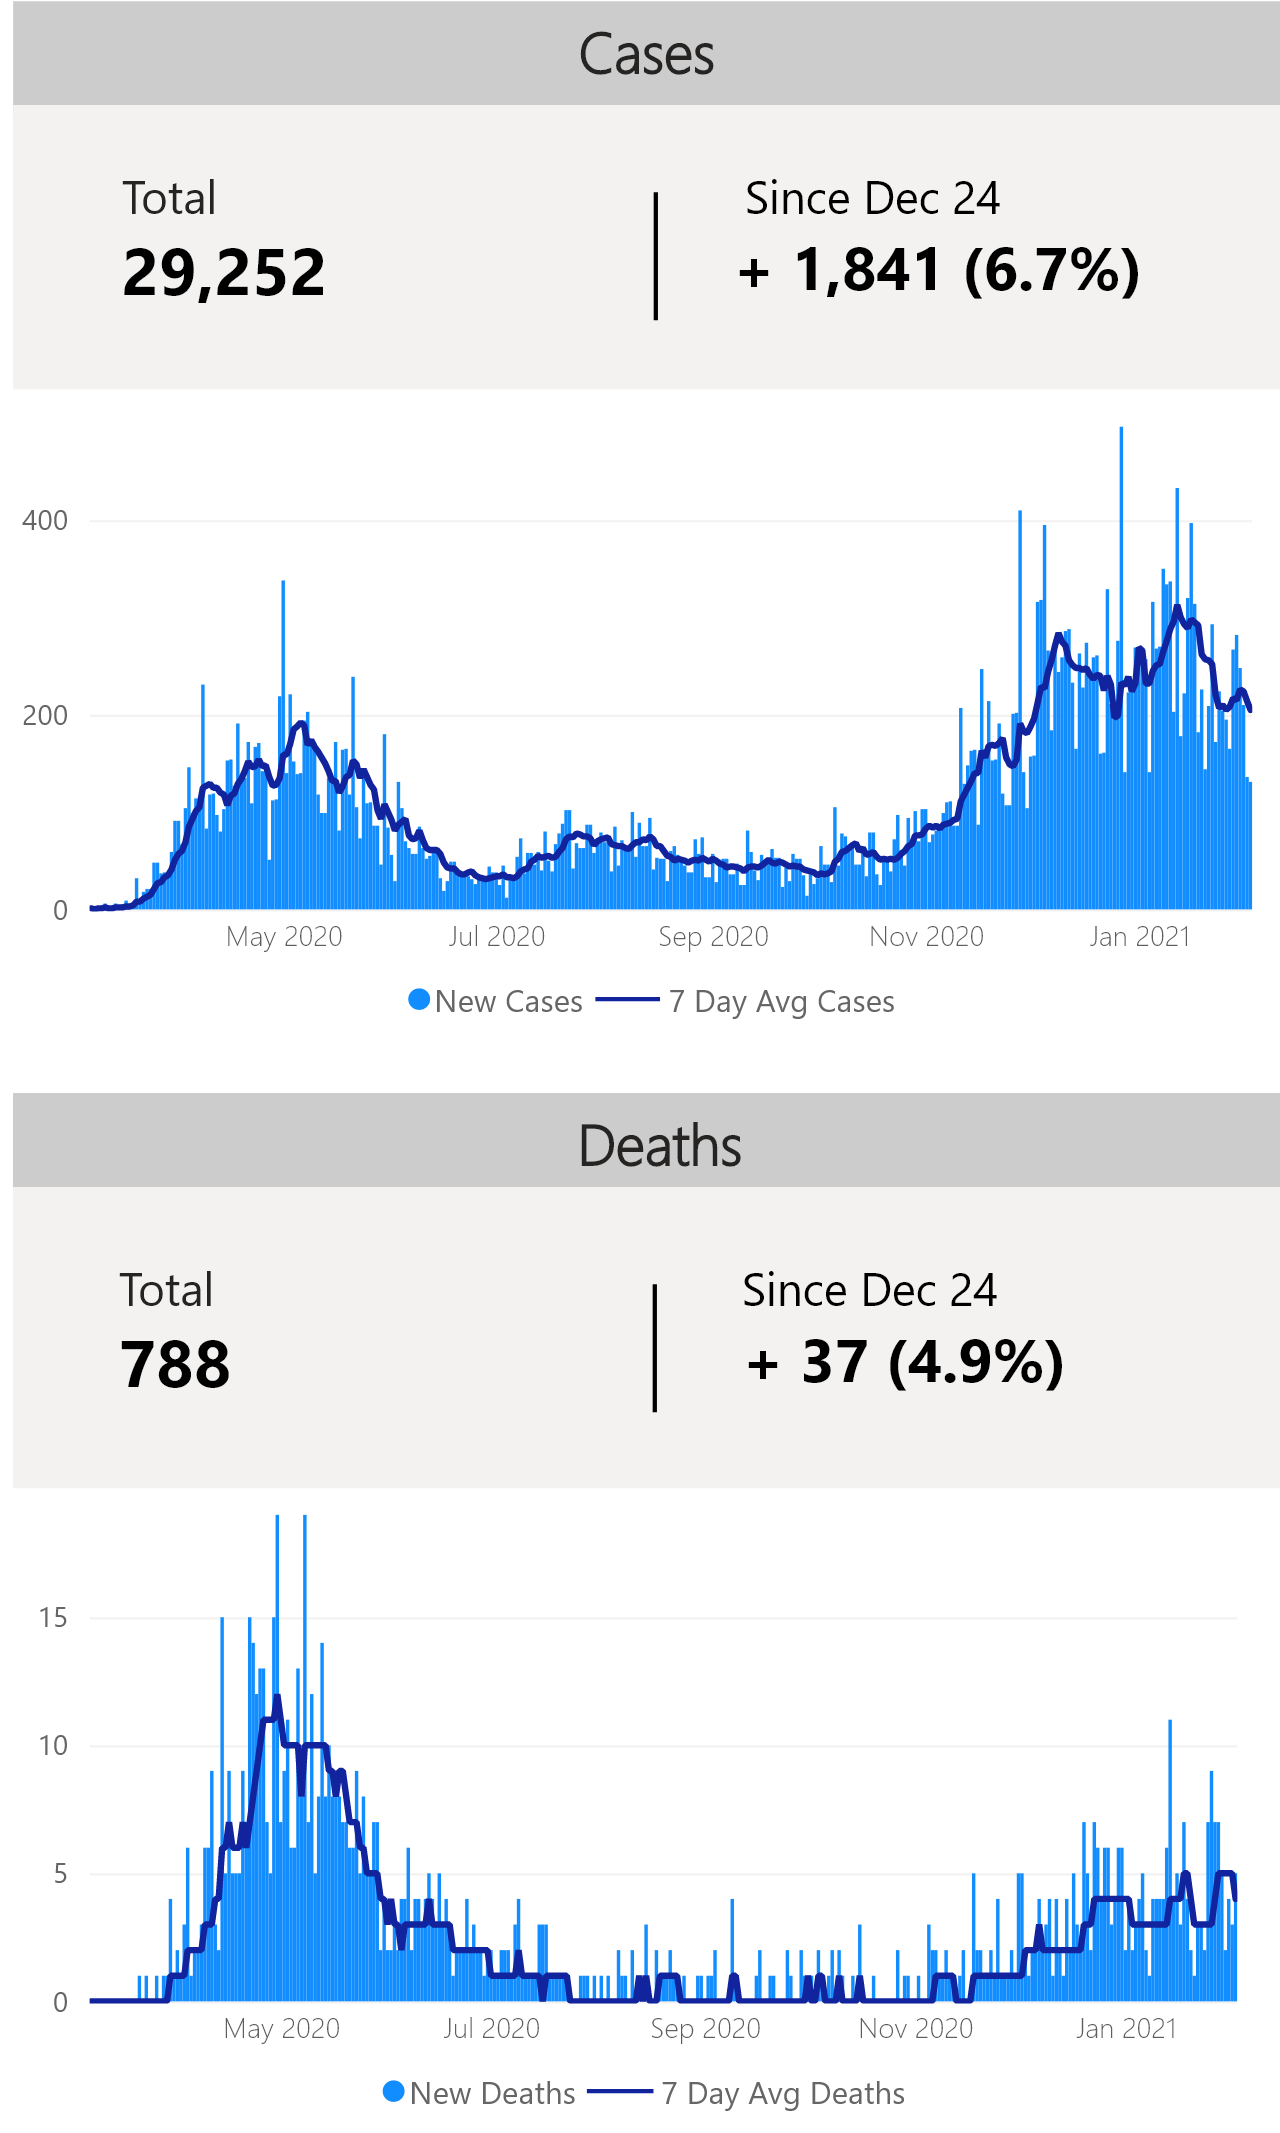 Cases
Total
Since Dec 24
29,252
+ 1,841 (6.7%)
400
200
0
May 2020
Jul 2020
Sep 2020
Nov 2020
Jan 2021
New Cases
7 Day Avg Cases
Deaths
Total
Since Dec 24
788
+ 37 (4.9%)
15
10
5
0
May 2020
Jul 2020
Sep 2020
Nov 2020
Jan 2021
New Deaths
7 Day Avg Deaths